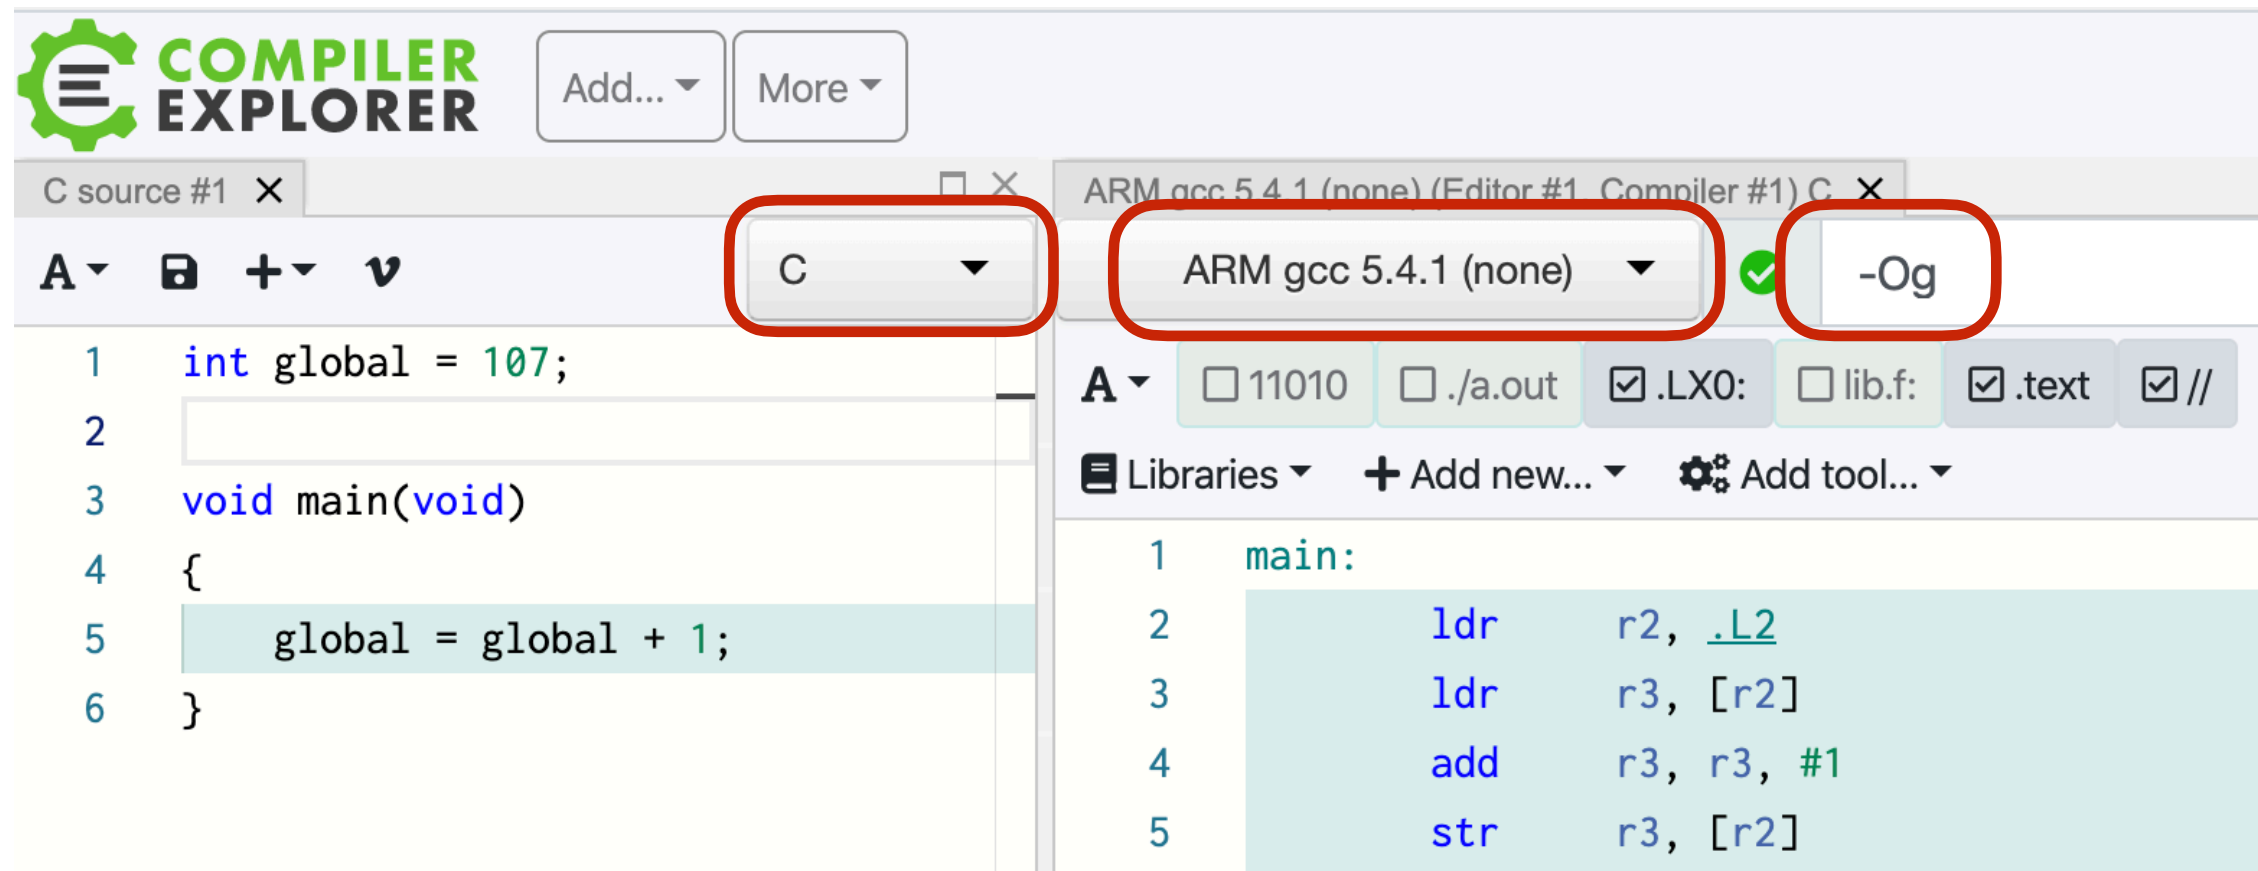 COMPILER
EXPLORER
Add...
More
C source #1
ARM gcc 5.4.1 (none) (Editor #1, Compiler #1) C
A
C
ARM gcc 5.4.1 (none)
-Og
1 int global = 107;
2
3 void main(void)
4 {
5 global = global + 1;
6 }
A
11010
./a.out
.LX0:
lib.f:
.text
//
Libraries
Add new...
Add tool...
1 main:
2 ldr r2, .L2
3 ldr r3, [r2]
4 add r3, r3, #1
5 str r3, [r2]